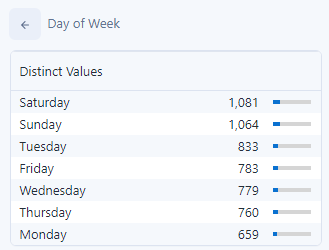 Day of Week
Distinct Values
Saturday 1,081
Sunday 1,064
Tuesday 833
Friday 783
Wednesday 779
Thursday 760
Monday 659